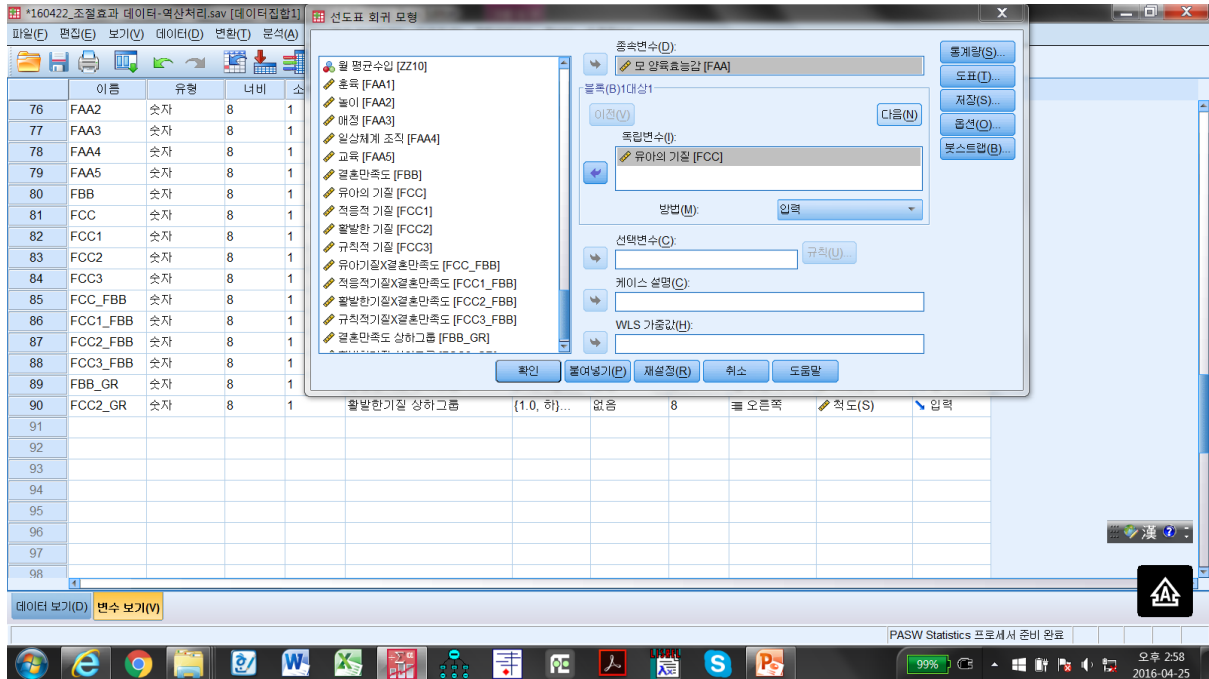 *160422_조절효과 데이터-역산처리.sav [데이터집합1]
파일(F) 편집(E) 보기(V) 데이터(D) 변환(T) 분석(A)
이름 유형 너비 소
76 FAA2 숫자 8 1
77 FAA3 숫자 8 1
78 FAA4 숫자 8 1
79 FAA5 숫자 8 1
80 FBB 숫자 8 1
81 FCC 숫자 8 1
82 FCC1 숫자 8 1
83 FCC2 숫자 8 1
84 FCC3 숫자 8 1
85 FCC_FBB 숫자 8 1
86 FCC1_FBB 숫자 8 1
87 FCC2_FBB 숫자 8 1
88 FCC3_FBB 숫자 8 1
89 FBB_GR 숫자 8 1
90 FCC2_GR 숫자 8 1 활발한기질 상하그룹 {1.0, 하}... 없음 8 오른쪽 척도(S) 입력
91
92
93
94
95
96
97
98
선도표 회귀 모형
월 평균수입 [ZZ10]
훈육 [FAA1]
놀이 [FAA2]
애정 [FAA3]
일상체계 조직 [FAA4]
교육 [FAA5]
결혼만족도 [FBB]
유아의 기질 [FCC]
적응적 기질 [FCC1]
활발한 기질 [FCC2]
규칙적 기질 [FCC3]
유아기질X결혼만족도 [FCC_FBB]
적응적기질X결혼만족도 [FCC1_FBB]
활발한기질X결혼만족도 [FCC2_FBB]
규칙적기질X결혼만족도 [FCC3_FBB]
결혼만족도 상하그룹 [FBB_GR]
종속변수(D):
모 양육효능감 [FAA]
블록(B)1대상1
이전(V) 다음(N)
독립변수(I):
유아의 기질 [FCC]
방법(M): 입력
선택변수(C):
규칙(U)...
케이스 설명(C):
WLS 가중값(H):
통계량(S)...
도표(T)...
저장(S)...
옵션(O)...
붓스트랩(B)...
확인 붙여넣기(P) 재설정(R) 취소 도움말
漢
데이터 보기(D) 변수 보기(V)
PASW Statistics 프로세서 준비 완료
99%
오후 2:58
2016-04-25